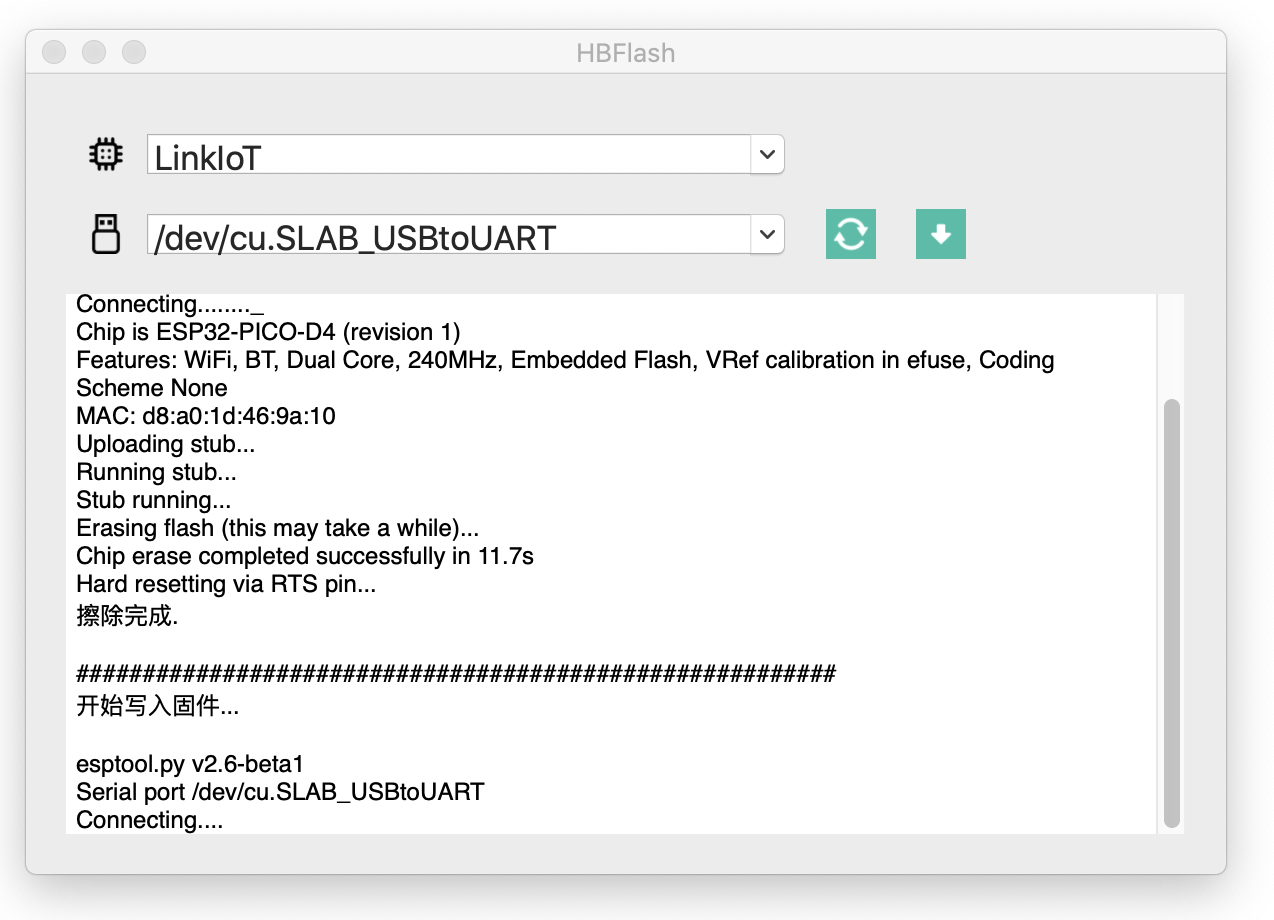 HBFlash
LinkIoT
/dev/cu.SLAB_USBtoUART
Connecting........_
Chip is ESP32-PICO-D4 (revision 1)
Features: WiFi, BT, Dual Core, 240MHz, Embedded Flash, VRef calibration in efuse, Coding
Scheme None
MAC: d8:a0:1d:46:9a:10
Uploading stub...
Running stub...
Stub running...
Erasing flash (this may take a while)...
Chip erase completed successfully in 11.7s
Hard resetting via RTS pin...
擦除完成.
#########################################################
开始写入固件...
esptool.py v2.6-beta1
Serial port /dev/cu.SLAB_USBtoUART
Connecting....